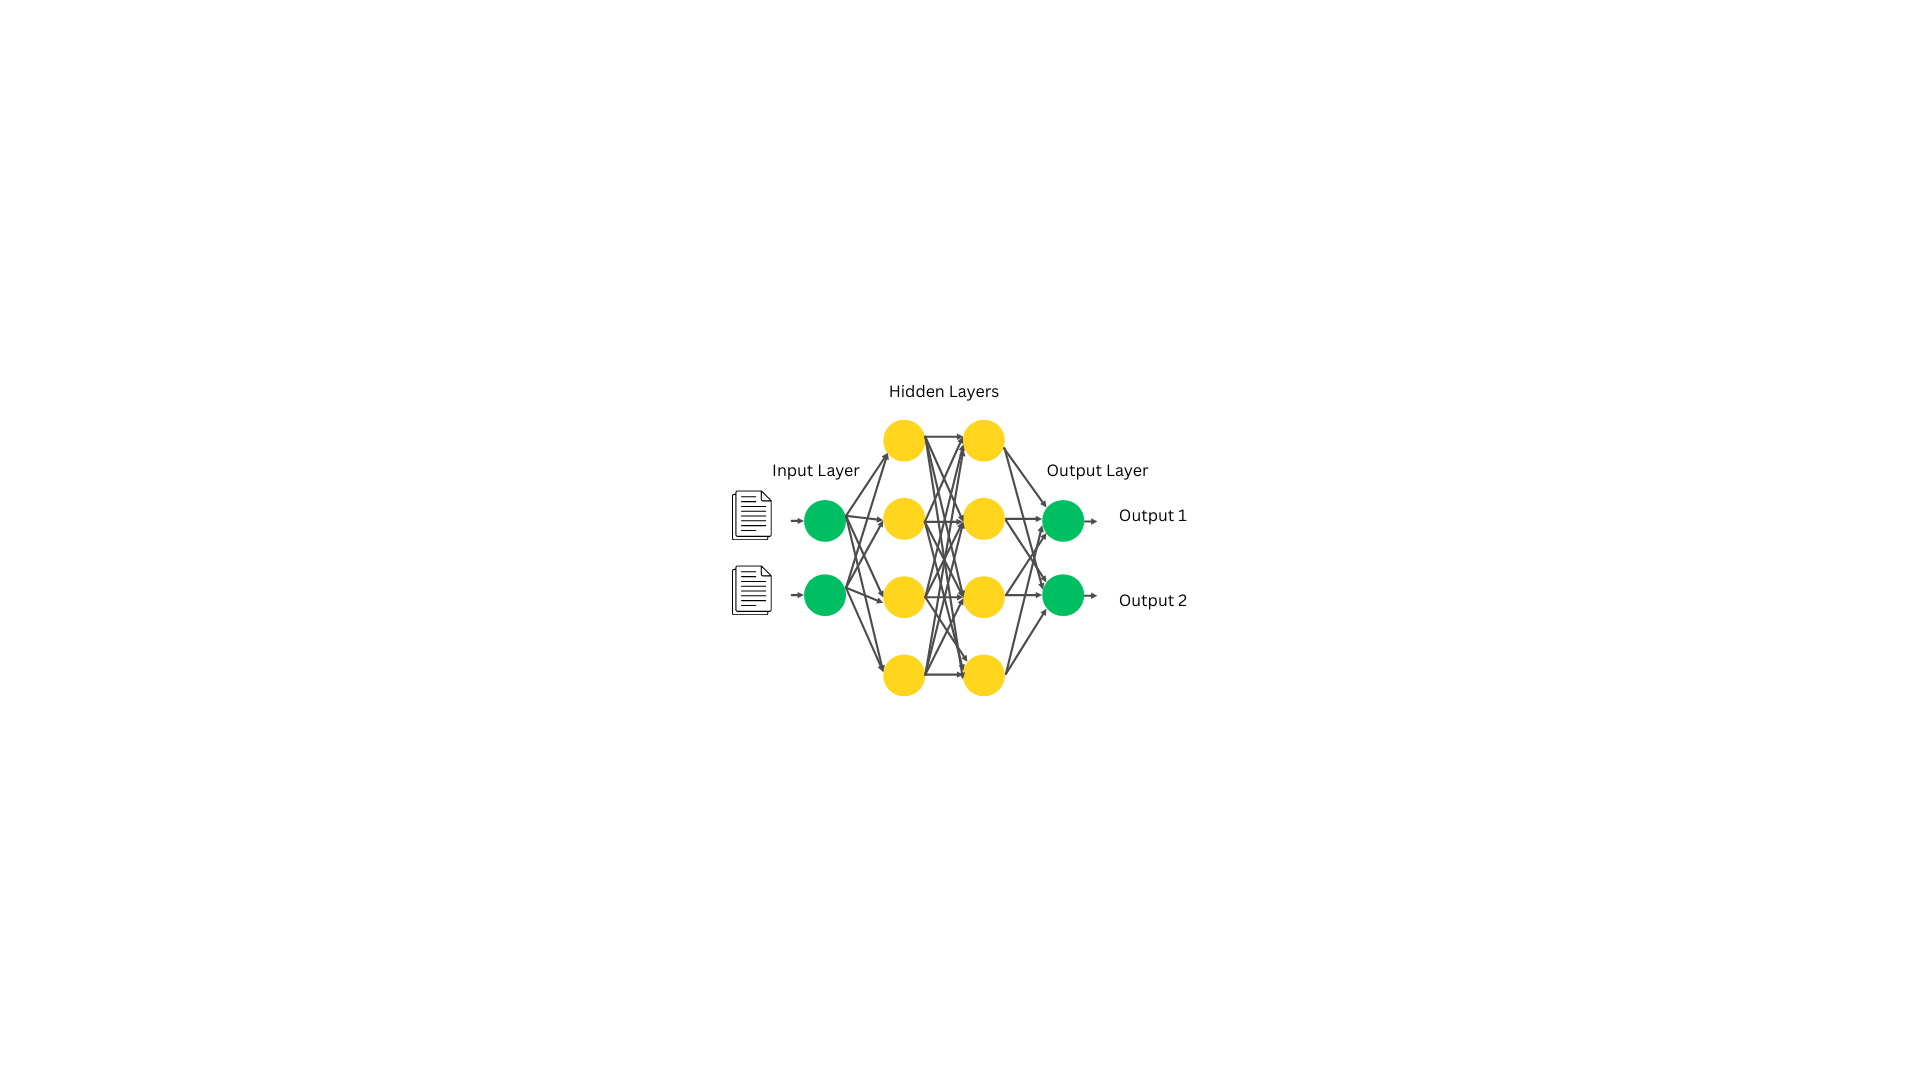 Hidden Layers
Input Layer
Output Layer
Output 1
Output 2